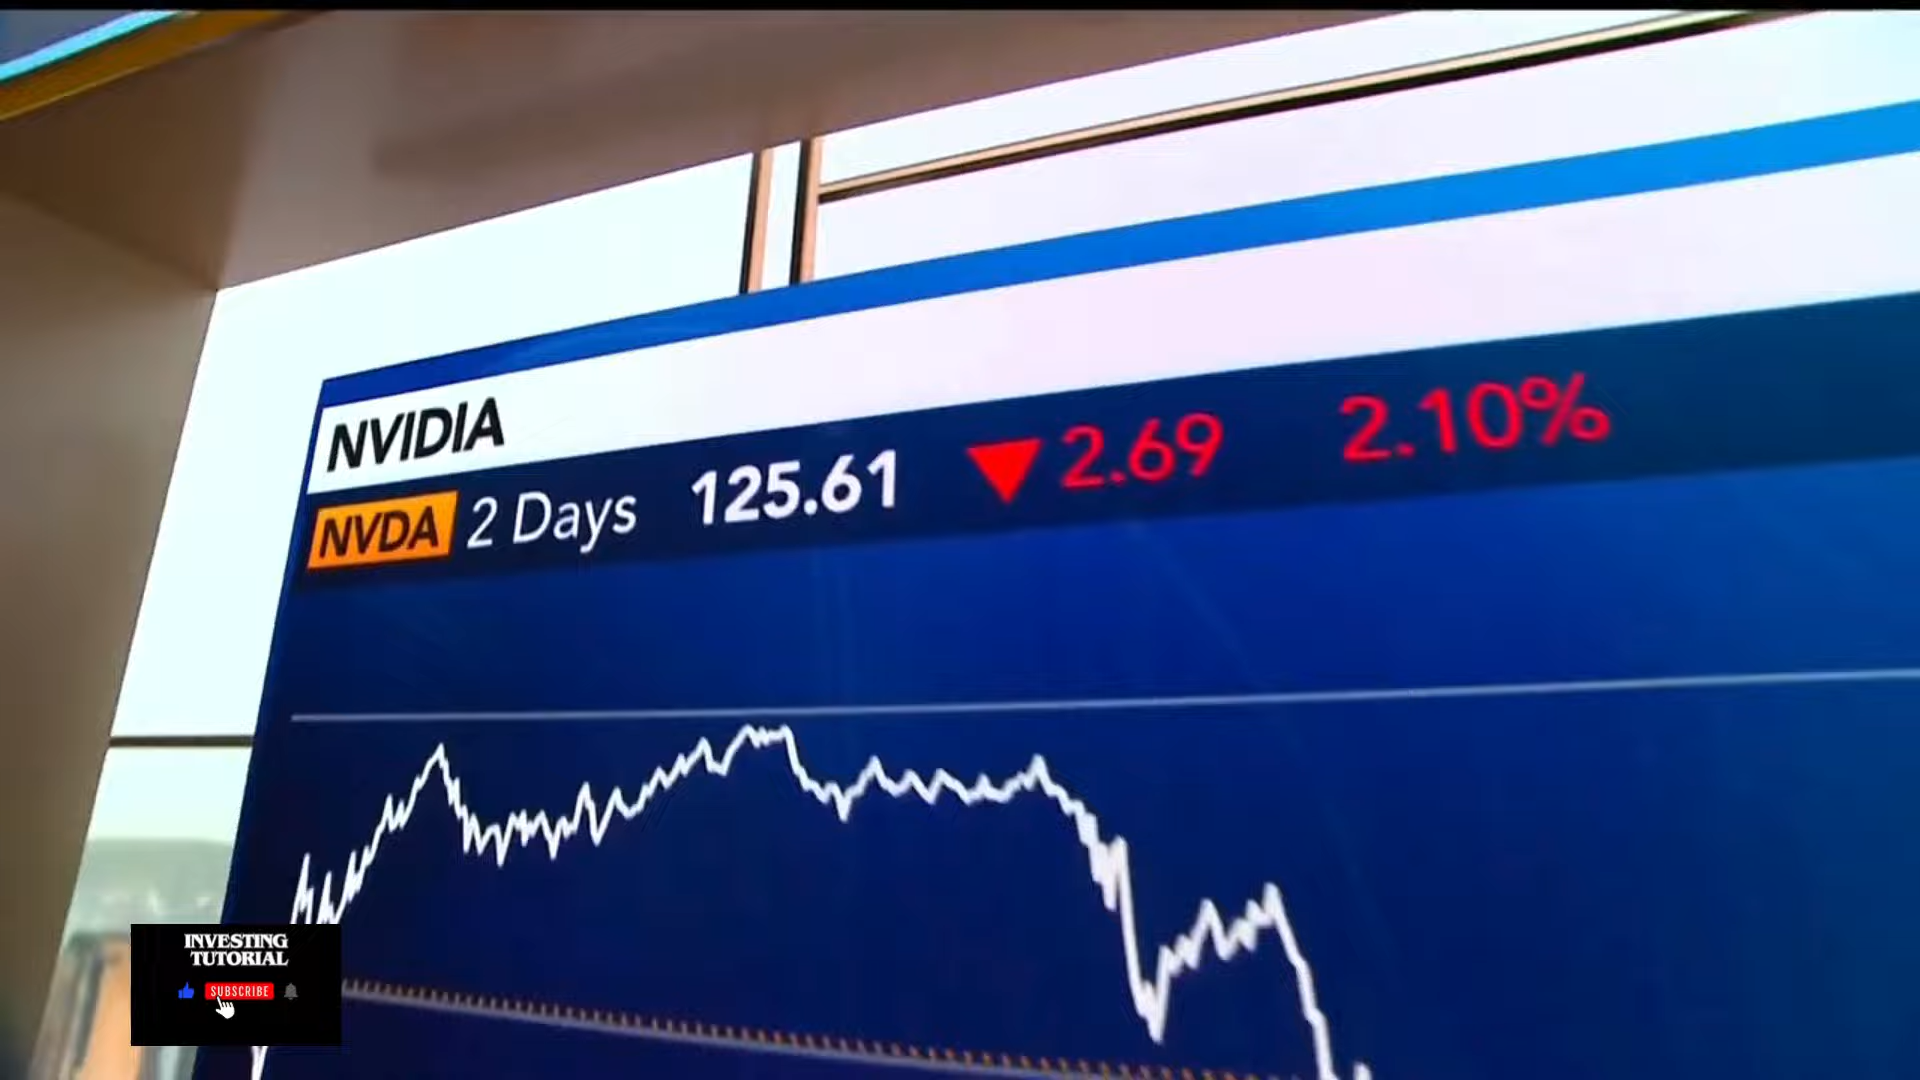 NVIDIA
NVDA 2 Days 125.61 ▼2.69 2.10%
INVESTING
TUTORIAL
SUBSCRIBE